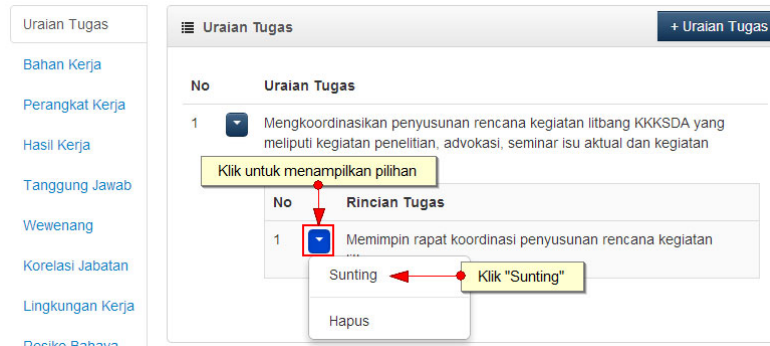 Uraian Tugas
Bahan Kerja
Perangkat Kerja
Hasil Kerja
Tanggung Jawab
Wewenang
Korelasi Jabatan
Lingkungan Kerja
Resiko Bahaya
Uraian Tugas
+ Uraian Tugas
No Uraian Tugas
1 Mengkoordinasikan penyusunan rencana kegiatan litbang KKKSDA yang
meliputi kegiatan penelitian, advokasi, seminar isu aktual dan kegiatan
Klik untuk menampilkan pilihan
No Rincian Tugas
1 Memimpin rapat koordinasi penyusunan rencana kegiatan
Sunting
Klik "Sunting"
Hapus